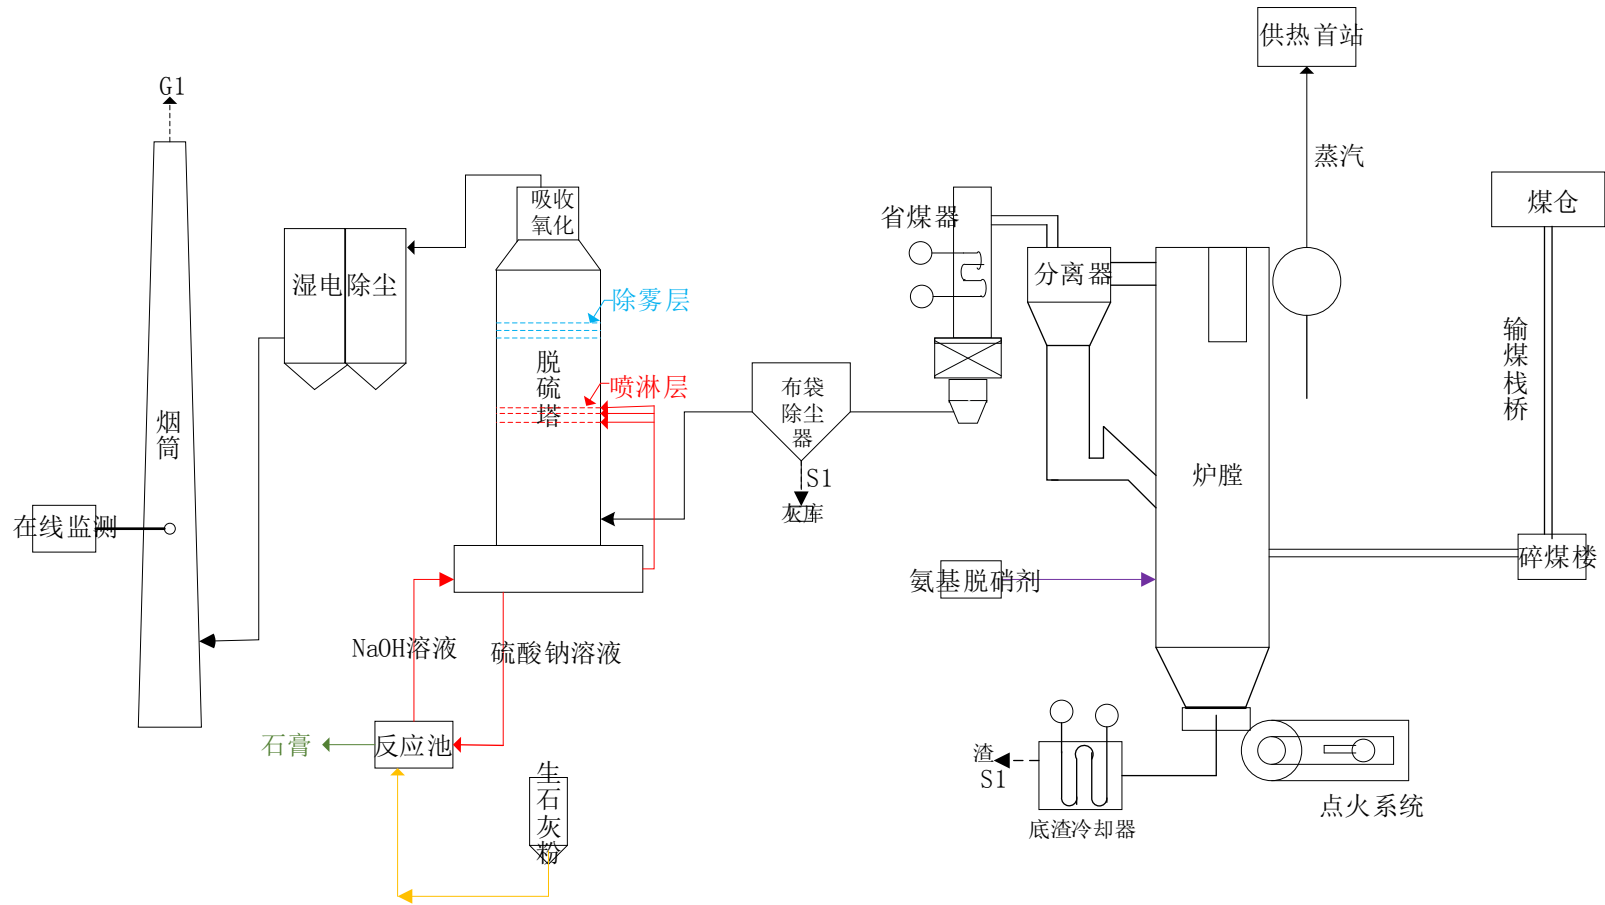 供热首站
G1
蒸汽
煤仓
吸收
氧化
省煤器
分离器
湿电除尘
除雾层
输煤栈桥
脱硫塔
喷淋层
布袋
除尘
器
烟筒
S1
炉膛
灰库
在线监测
碎煤楼
氨基脱硝剂
NaOH溶液
硫酸钠溶液
石膏
反应池
渣
S1
生石灰粉
点火系统
底渣冷却器